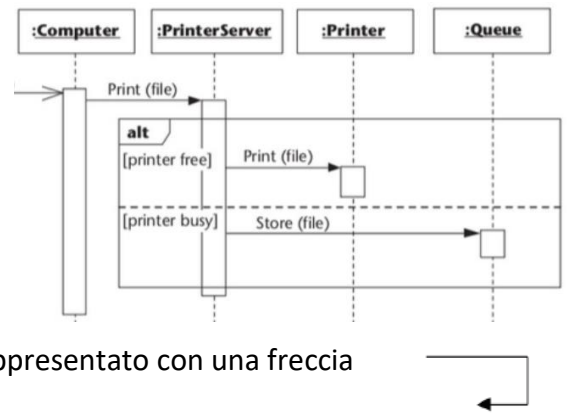 :Computer :PrinterServer :Printer :Queue
Print (file)
alt
[printer free] Print (file)
[printer busy] Store (file)
ppresentato con una freccia